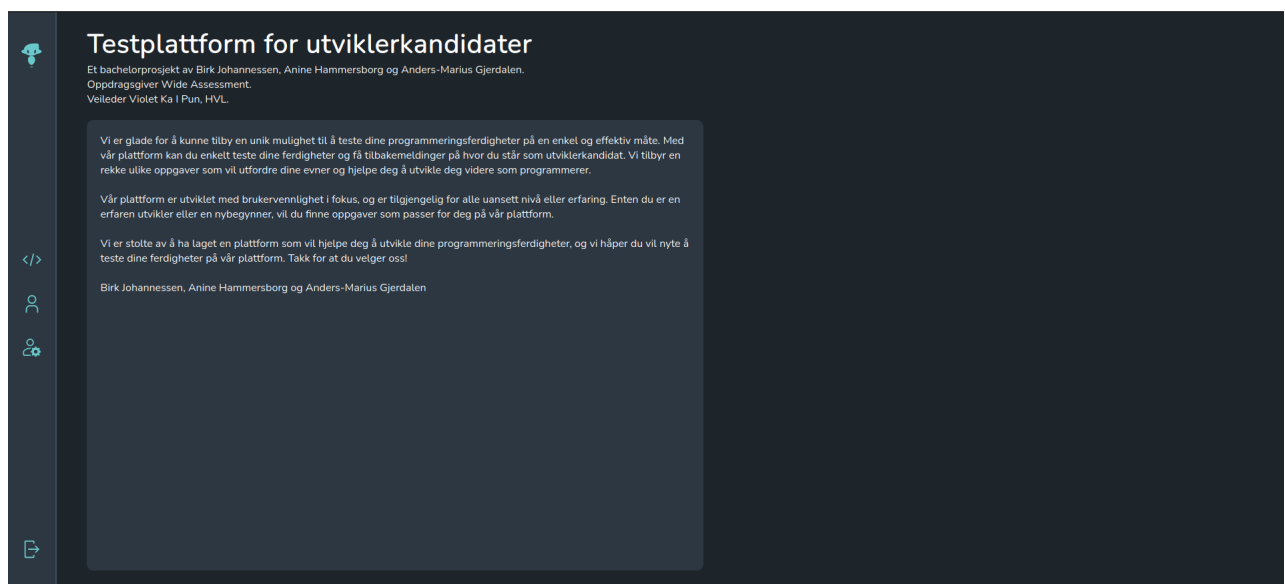 Testplattform for utviklerkandidater
Et bachelorprosjekt av Birk Johannessen, Anine Hammersborg og Anders-Marius Gjerdalen.
Oppdragsgiver Wide Assessment.
Veileder Violet Ka I Pun, HVL.
Vi er glade for å kunne tilby en unik mulighet til å teste dine programmeringsferdigheter på en enkel og effektiv måte. Med
vår plattform kan du enkelt teste dine ferdigheter og få tilbakemeldinger på hvor du står som utviklerkandidat. Vi tilbyr en
rekke ulike oppgaver som vil utfordre dine evner og hjelpe deg å utvikle deg videre som programmerer.
Vår plattform er utviklet med brukervennlighet i fokus, og er tilgjengelig for alle uansett nivå eller erfaring. Enten du er en
erfaren utvikler eller en nybegynner, vil du finne oppgaver som passer for deg på vår plattform.
Vi er stolte av å ha laget en plattform som vil hjelpe deg å utvikle dine programmeringsferdigheter, og vi håper du vil nyte å
teste dine ferdigheter på vår plattform. Takk for at du velger oss!
Birk Johannessen, Anine Hammersborg og Anders-Marius Gjerdalen